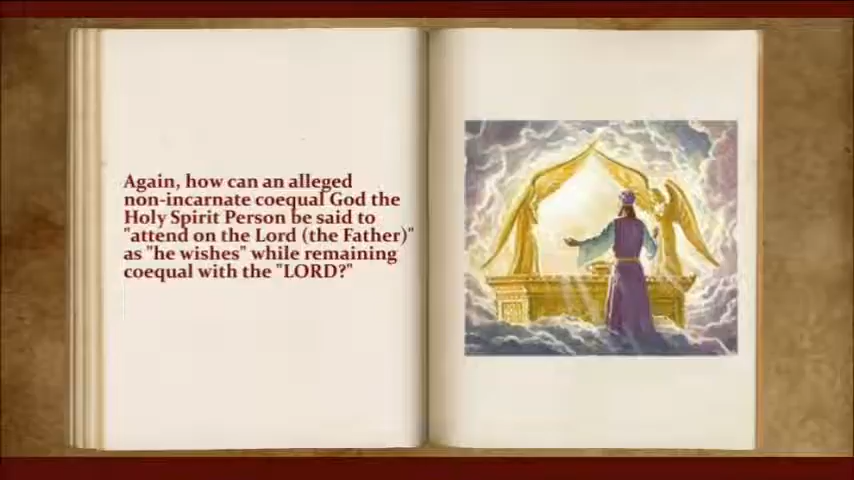 Again, how can an alleged
non-incarnate coequal God the
Holy Spirit Person be said to
"attend on the Lord (the Father)"
as "he wishes" while remaining
coequal with the "LORD?"